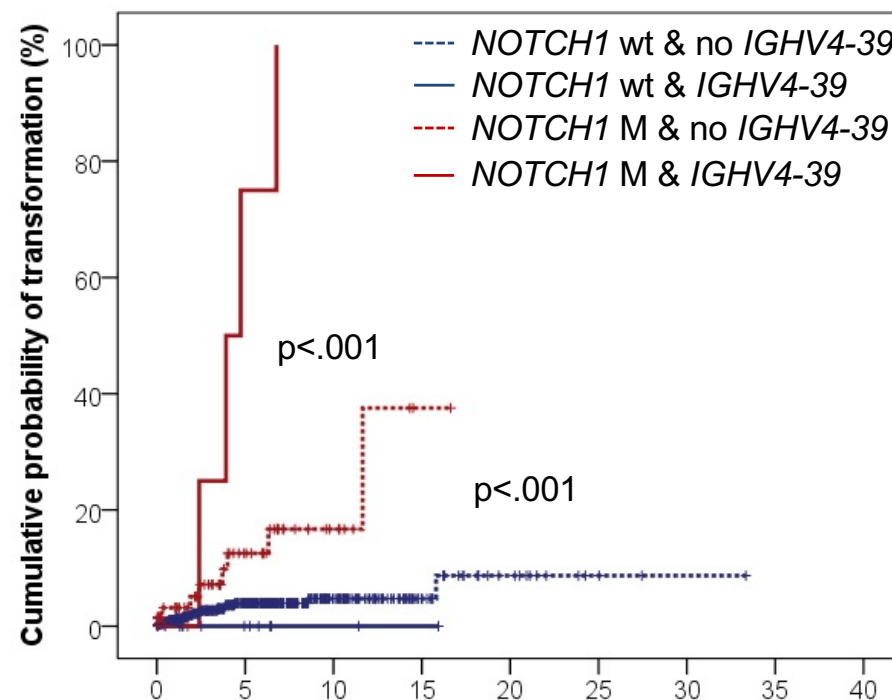 Cumulative probability of transformation (%)
100
80
60
40
20
0
NOTCH1 wt & no IGHV4-39
NOTCH1 wt & IGHV4-39
NOTCH1 M & no IGHV4-39
NOTCH1 M & IGHV4-39
p<.001
p<.001
0 5 10 15 20 25 30 35 40